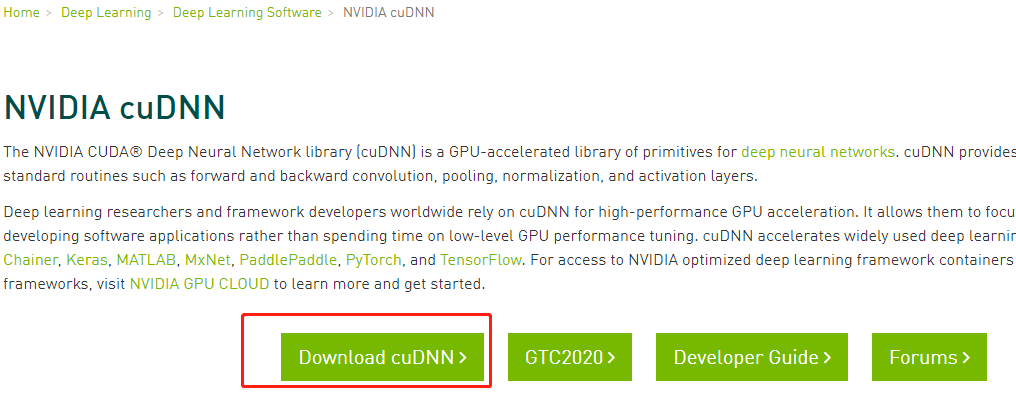 Home > Deep Learning > Deep Learning Software > NVIDIA cuDNN
NVIDIA cuDNN
The NVIDIA CUDA® Deep Neural Network library (cuDNN) is a GPU-accelerated library of primitives for deep neural networks. cuDNN provides
standard routines such as forward and backward convolution, pooling, normalization, and activation layers.
Deep learning researchers and framework developers worldwide rely on cuDNN for high-performance GPU acceleration. It allows them to focu
developing software applications rather than spending time on low-level GPU performance tuning. cuDNN accelerates widely used deep learnin
Chainer, Keras, MATLAB, MxNet, PaddlePaddle, PyTorch, and TensorFlow. For access to NVIDIA optimized deep learning framework containers
frameworks, visit NVIDIA GPU CLOUD to learn more and get started.
Download cuDNN > GTC2020 > Developer Guide > Forums >